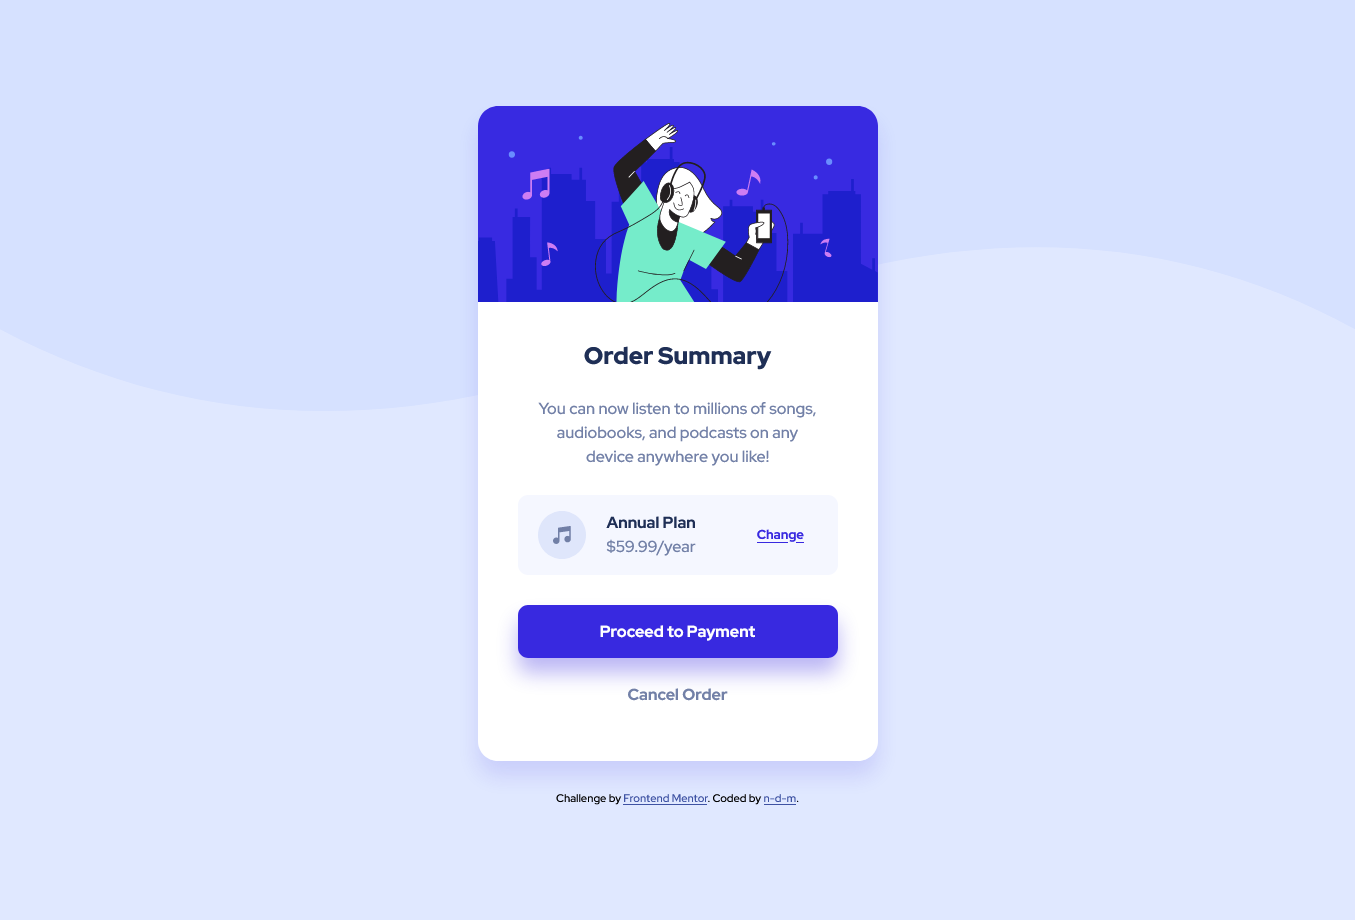 Order Summary
You can now listen to millions of songs,
audiobooks, and podcasts on any
device anywhere you like!
Annual Plan
$59.99/year
Change
Proceed to Payment
Cancel Order
Challenge by Frontend Mentor. Coded by n-d-m.